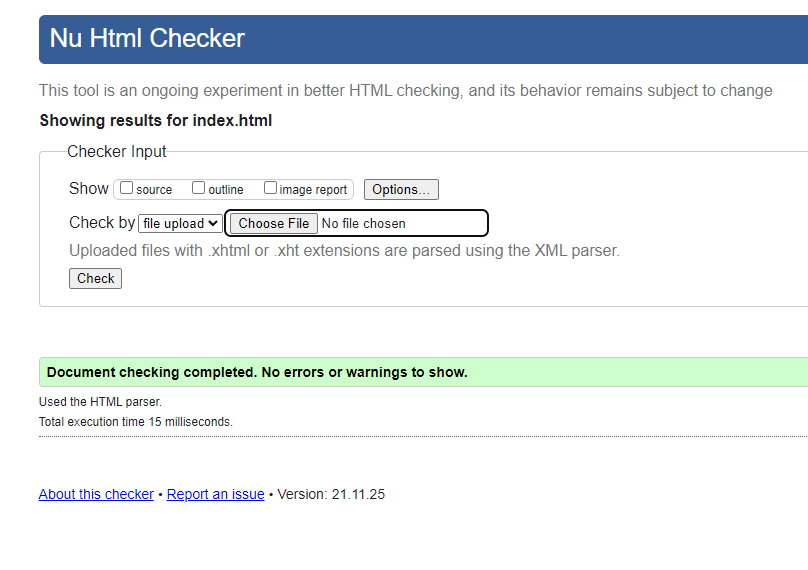 Nu Html Checker
This tool is an ongoing experiment in better HTML checking, and its behavior remains subject to change
Showing results for index.html
Checker Input
Show source outline image report Options...
Check by file upload Choose File No file chosen
Uploaded files with .xhtml or .xht extensions are parsed using the XML parser.
Check
Document checking completed. No errors or warnings to show.
Used the HTML parser.
Total execution time 15 milliseconds.
About this checker • Report an issue • Version: 21.11.25